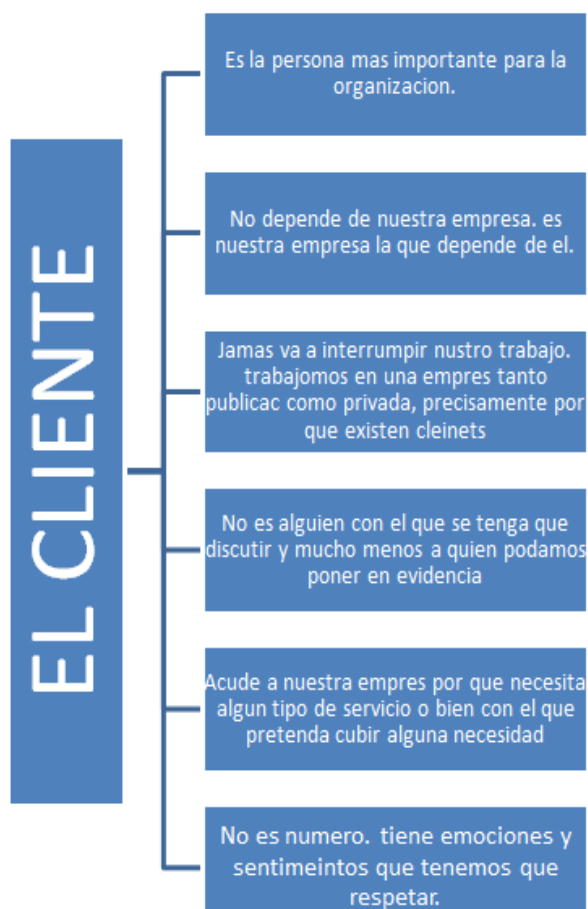 EL CLIENTE
Es la persona mas importante para la
organizacion.
No depende de nuestra empresa. es
nuestra empresa la que depende de el.
Jamas va a interrumpir nustro trabajo.
trabajomos en una empres tanto
publicac como privada, precisamente por
que existen cleinets
No es alguien con el que se tenga que
discutir y mucho menos a quien podamos
poner en evidencia
Acude a nuestra empres por que necesita
algun tipo de servicio o bien con el que
pretenda cubir alguna necesidad
No es numero. tiene emociones y
sentimeintos que tenemos que
respetar.